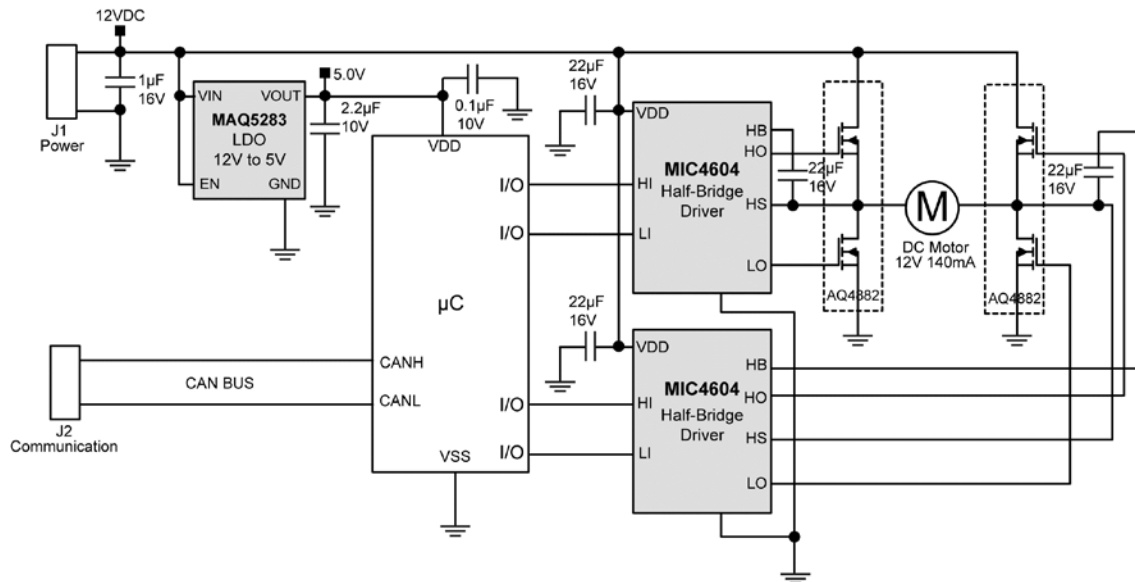 12VDC
1µF
16V
J1
Power
VIN
VOUT
MAQ5283
LDO
12V to 5V
EN
GND
5.0V
2.2µF
10V
0.1µF
10V
VDD
I/O
I/O
µC
CANH
CANL
I/O
I/O
VSS
CAN BUS
J2
Communication
22µF
16V
VDD
HB
HO
MIC4604
Half-Bridge
Driver
HI
HS
LI
LO
22µF
16V
AQ4882
M
DC Motor
12V 140mA
22µF
16V
AQ4882
22µF
16V
VDD
HB
MIC4604
Half-Bridge
Driver
HI
HO
HS
LI
LO